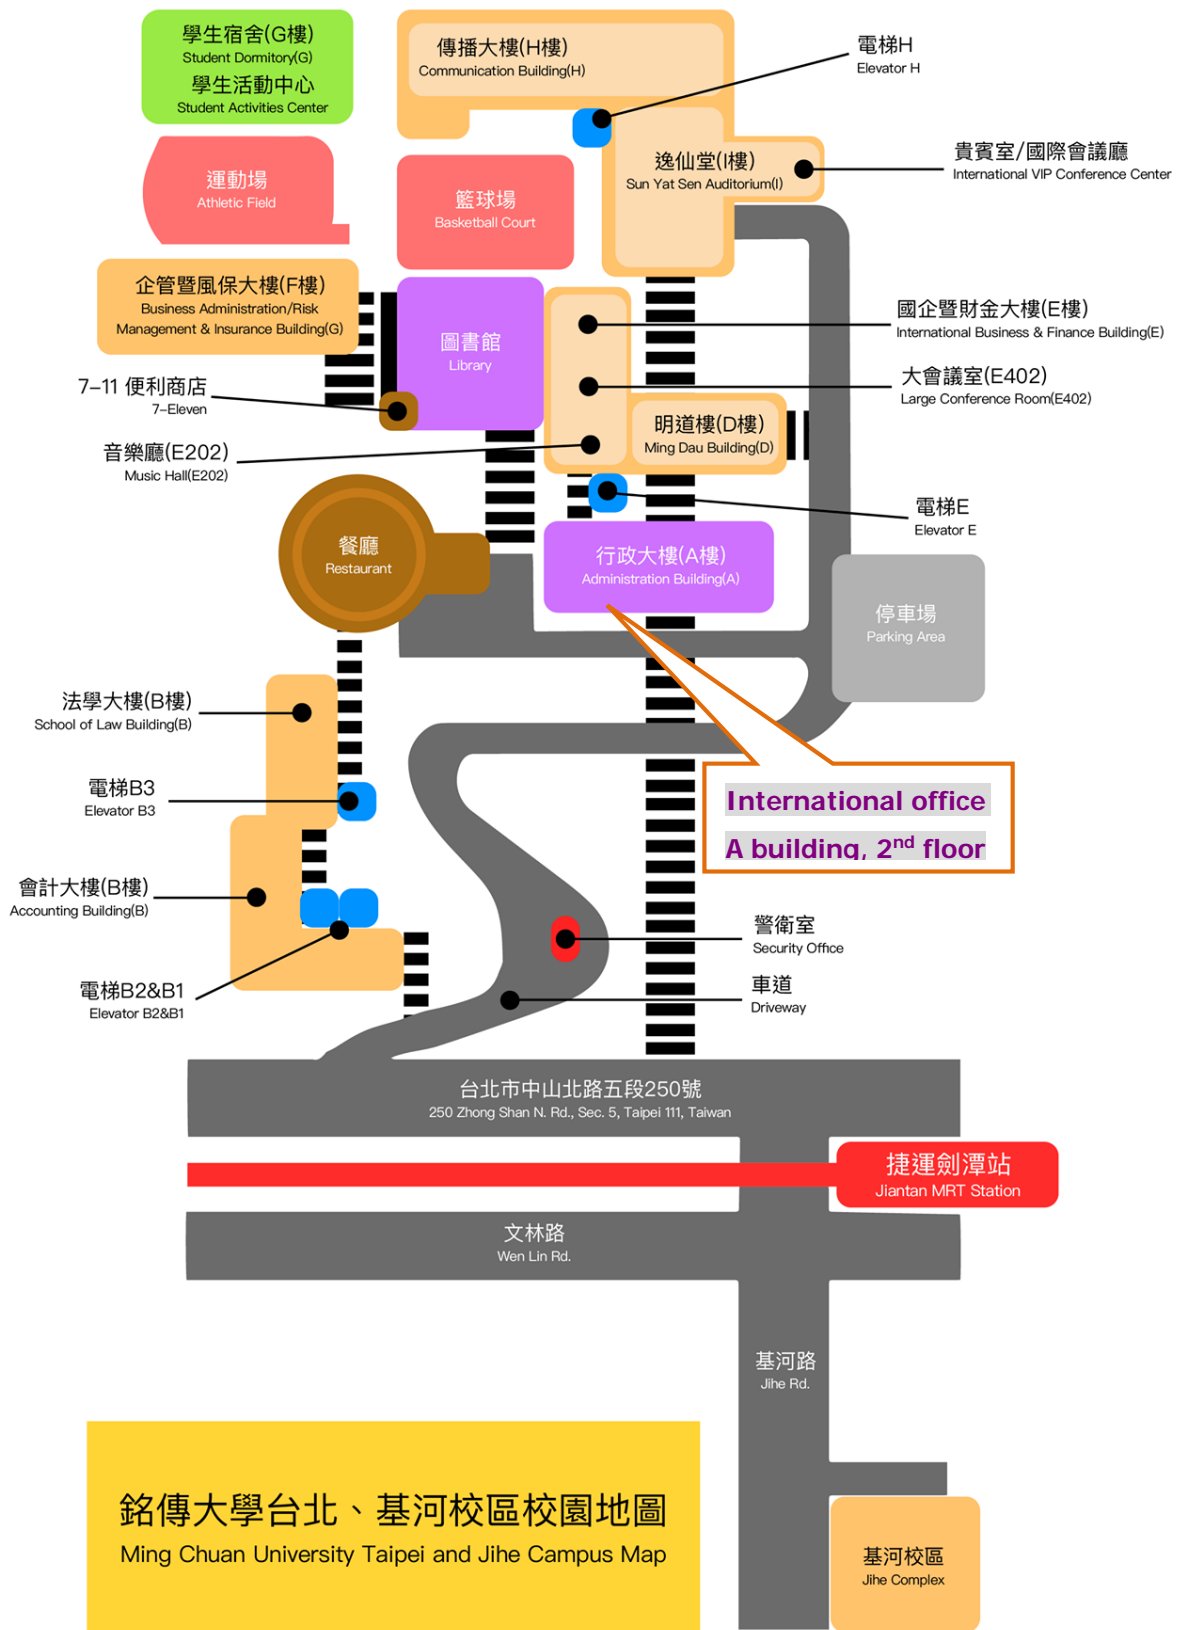 學生宿舍(G樓)
Student Dormitory(G)
學生活動中心
Student Activities Center
傳播大樓(H樓)
Communication Building(H)
電梯H
Elevator H
運動場
Athletic Field
籃球場
Basketball Court
逸仙堂(I樓)
Sun Yat Sen Auditorium(I)
貴賓室/國際會議廳
International VIP Conference Center
企管暨風保大樓(F樓)
Business Administration/Risk
Management & Insurance Building(G)
圖書館
Library
國企暨財金大樓(E樓)
International Business & Finance Building(E)
7-11 便利商店
7-Eleven
大會議室(E402)
Large Conference Room(E402)
明道樓(D樓)
Ming Dau Building(D)
音樂廳(E202)
Music Hall(E202)
電梯E
Elevator E
餐廳
Restaurant
行政大樓(A樓)
Administration Building(A)
停車場
Parking Area
法學大樓(B樓)
School of Law Building(B)
電梯B3
Elevator B3
International office
A building, 2nd floor
會計大樓(B樓)
Accounting Building(B)
警衛室
Security Office
電梯B2&B1
Elevator B2&B1
車道
Driveway
台北市中山北路五段250號
250 Zhong Shan N. Rd., Sec. 5, Taipei 111, Taiwan
捷運劍潭站
Jiantan MRT Station
文林路
Wen Lin Rd.
基河路
Jihe Rd.
銘傳大學台北、基河校區校園地圖
Ming Chuan University Taipei and Jihe Campus Map
基河校區
Jihe Complex